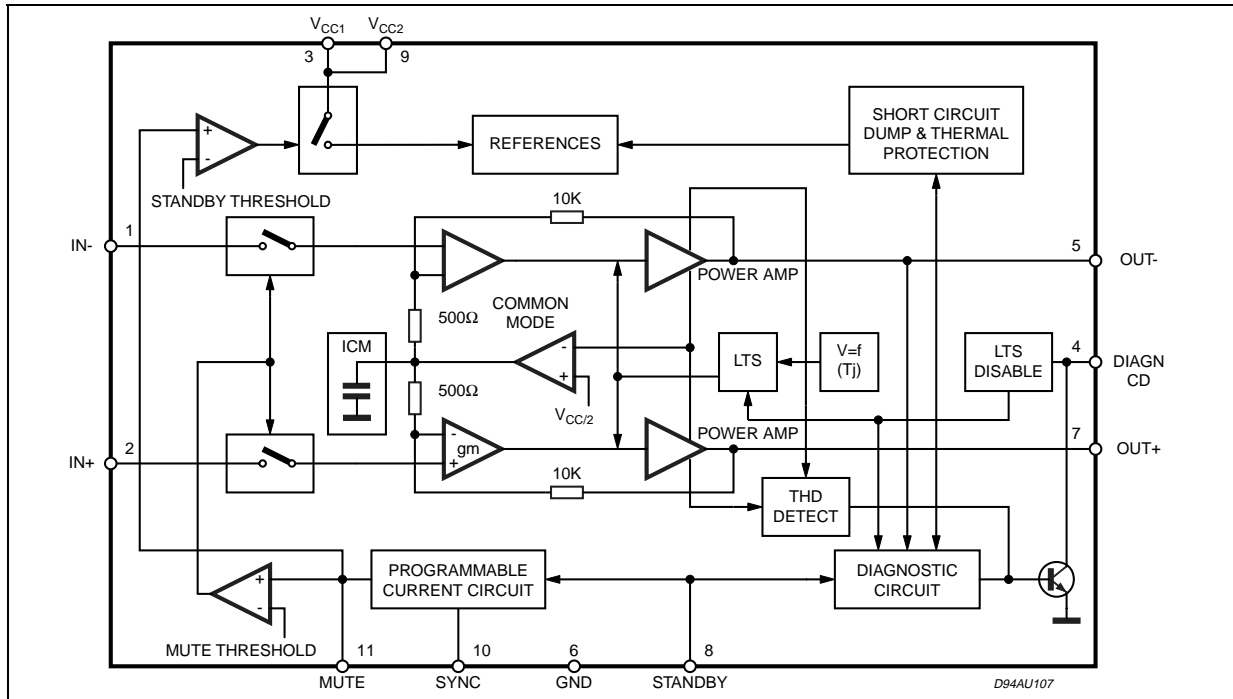 VCC1
VCC2
3
9
+
-
STANDBY THRESHOLD
REFERENCES
SHORT CIRCUIT
DUMP & THERMAL
PROTECTION
10K
IN-
1
5
OUT-
POWER AMP
500Ω
COMMON
MODE
ICM
-
+
VCC/2
LTS
V=f
(Tj)
LTS
DISABLE
4
DIAGN
CD
500Ω
POWER AMP
7
OUT+
IN+
2
-
gm
+
10K
THD
DETECT
+
-
MUTE THRESHOLD
PROGRAMMABLE
CURRENT CIRCUIT
DIAGNOSTIC
CIRCUIT
11
10
6
8
MUTE
SYNC
GND
STANDBY
D94AU107